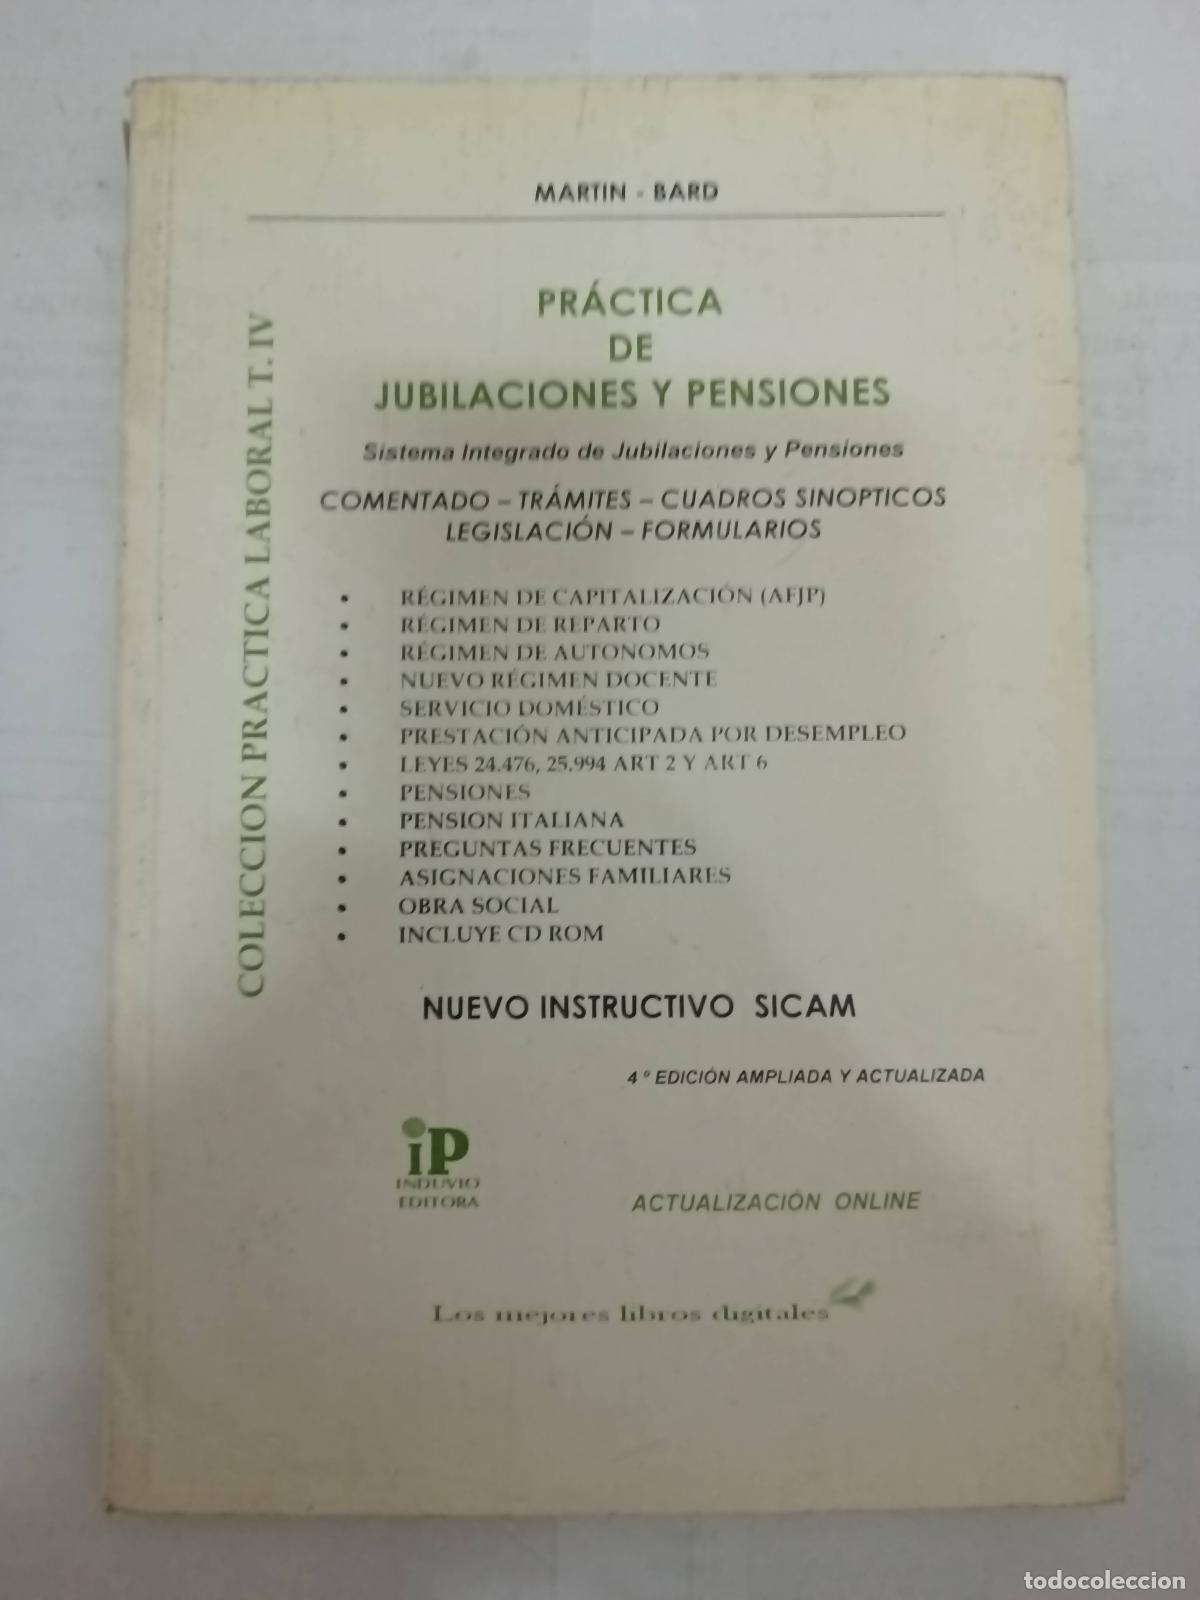 MARTIN - BARD
PRÁCTICA
DE
JUBILACIONES Y PENSIONES
Sistema Integrado de Jubilaciones y Pensiones
COMENTADO – TRÁMITES – CUADROS SINOPTICOS
LEGISLACIÓN – FORMULARIOS
• RÉGIMEN DE CAPITALIZACIÓN (AFJP)
• RÉGIMEN DE REPARTO
• RÉGIMEN DE AUTONOMOS
• NUEVO RÉGIMEN DOCENTE
• SERVICIO DOMÉSTICO
• PRESTACIÓN ANTICIPADA POR DESEMPLEO
• LEYES 24.476, 25.994 ART 2 Y ART 6
• PENSIONES
• PENSION ITALIANA
• PREGUNTAS FRECUENTES
• ASIGNACIONES FAMILIARES
• OBRA SOCIAL
• INCLUYE CD ROM
COLECCION PRACTICA LABORAL T. IV
NUEVO INSTRUCTIVO SICAM
4º EDICIÓN AMPLIADA Y ACTUALIZADA
iP
INDUVIO
EDITORA
ACTUALIZACIÓN ONLINE
Los mejores libros digitales
todocoleccion